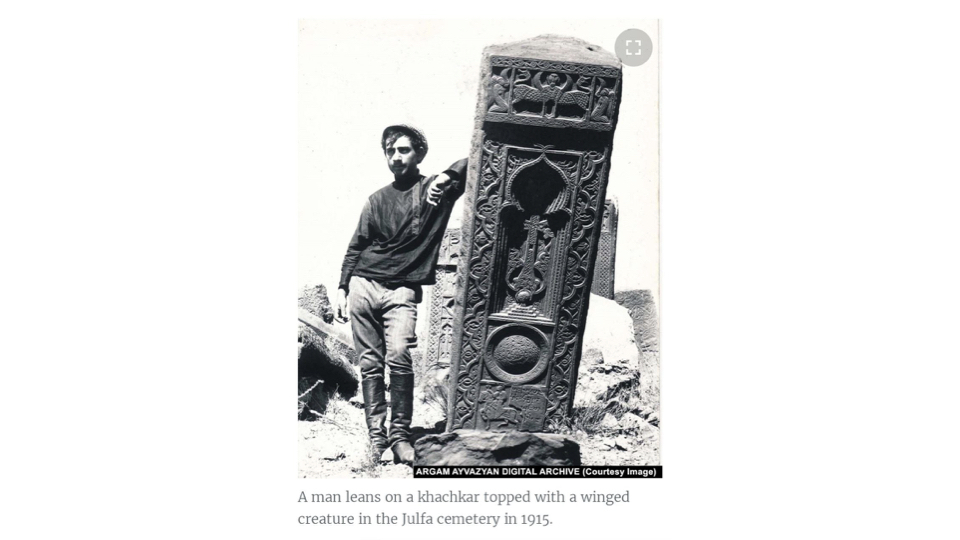 ARGAM AYVAZYAN DIGITAL ARCHIVE (Courtesy Image)
A man leans on a khachkar topped with a winged
creature in the Julfa cemetery in 1915.